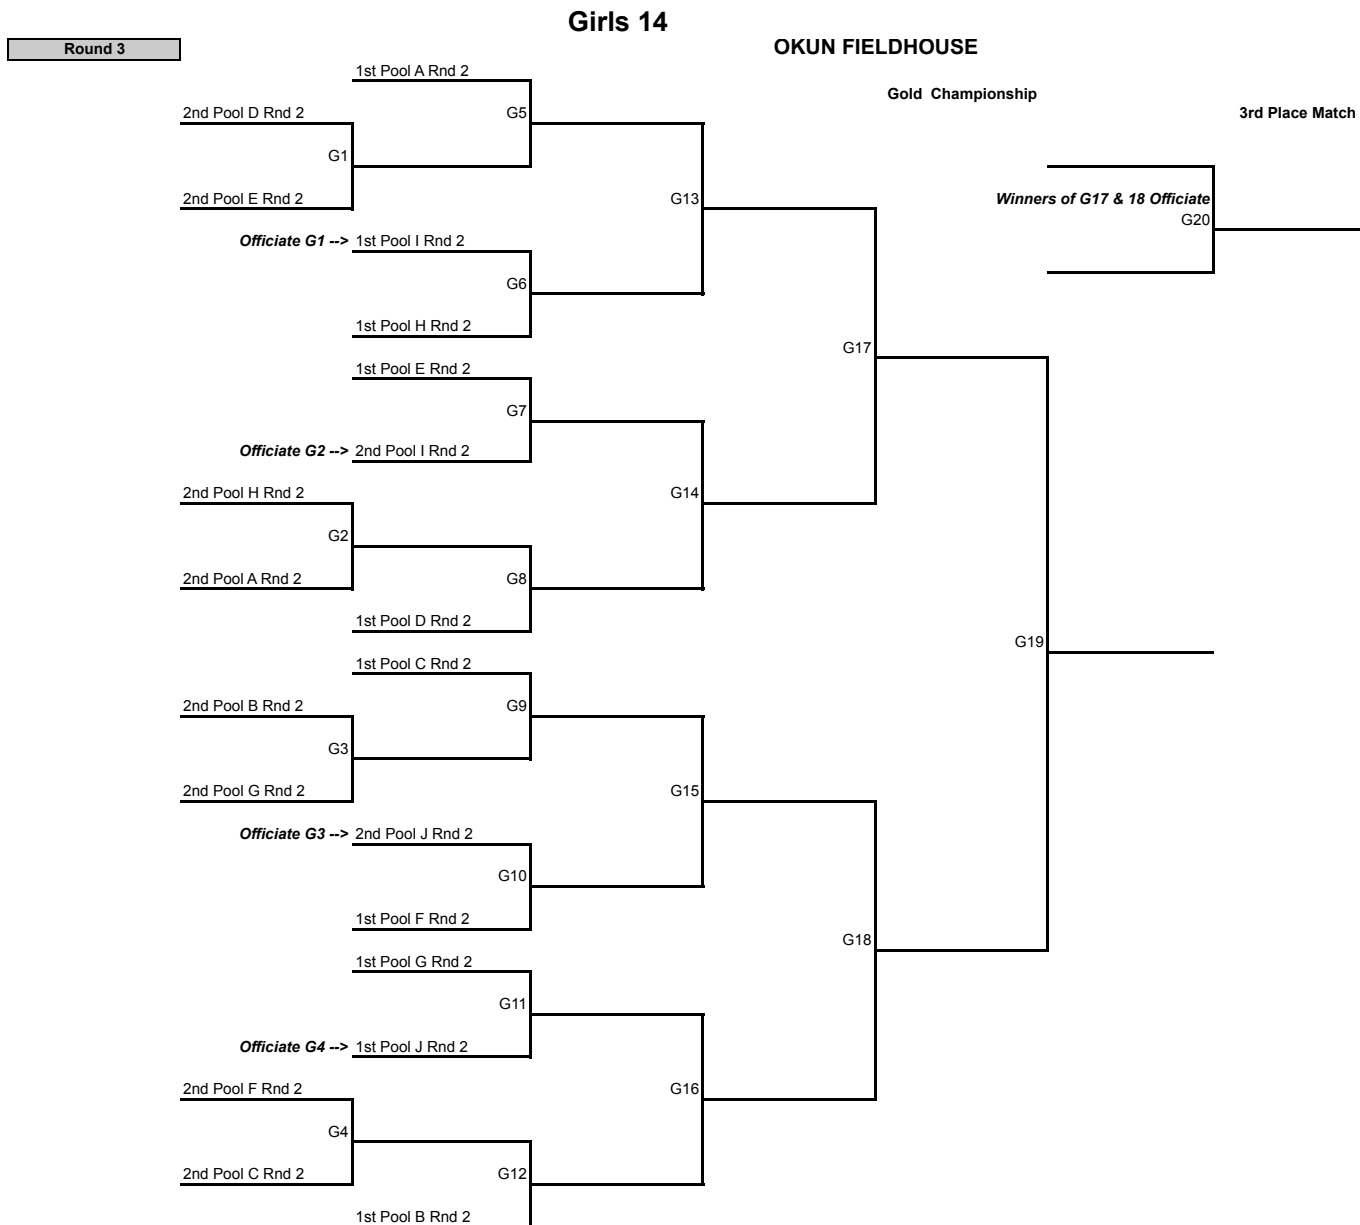 Girls 14
Round 3
OKUN FIELDHOUSE
1st Pool A Rnd 2
Gold Championship
2nd Pool D Rnd 2
G5
3rd Place Match
G1
2nd Pool E Rnd 2
G13
Winners of G17 & 18 Officiate
G20
Officiate G1 --> 1st Pool I Rnd 2
G6
1st Pool H Rnd 2
G17
1st Pool E Rnd 2
G7
Officiate G2 --> 2nd Pool I Rnd 2
2nd Pool H Rnd 2
G14
G2
2nd Pool A Rnd 2
G8
1st Pool D Rnd 2
G19
1st Pool C Rnd 2
2nd Pool B Rnd 2
G9
G3
2nd Pool G Rnd 2
G15
Officiate G3 --> 2nd Pool J Rnd 2
G10
1st Pool F Rnd 2
G18
1st Pool G Rnd 2
G11
Officiate G4 --> 1st Pool J Rnd 2
2nd Pool F Rnd 2
G16
G4
2nd Pool C Rnd 2
G12
1st Pool B Rnd 2